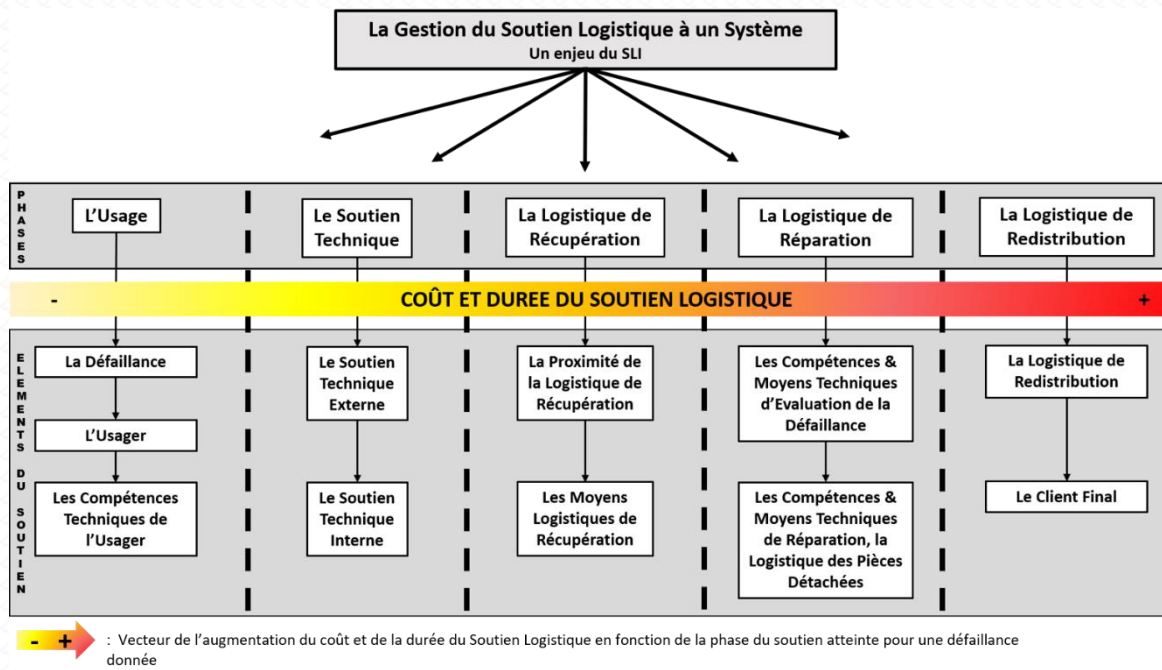 La Gestion du Soutien Logistique à un Système
Un enjeu du SLI
PHASES
L'Usage
Le Soutien
Technique
La Logistique de
Récupération
La Logistique de
Réparation
La Logistique de
Redistribution
-
COÛT ET DUREE DU SOUTIEN LOGISTIQUE
+
ELEMENTS DU SOUTIEN
La Défaillance
L'Usager
Les Compétences
Techniques de
l'Usager
Le Soutien
Technique
Externe
Le Soutien
Technique
Interne
La Proximité de
la Logistique de
Récupération
Les Moyens
Logistiques de
Récupération
Les Compétences &
Moyens Techniques
d'Evaluation de la
Défaillance
Les Compétences &
Moyens Techniques
de Réparation, la
Logistique des Pièces
Détachées
La Logistique de
Redistribution
Le Client Final
- +
: Vecteur de l'augmentation du coût et de la durée du Soutien Logistique en fonction de la phase du soutien atteinte pour une défaillance
donnée